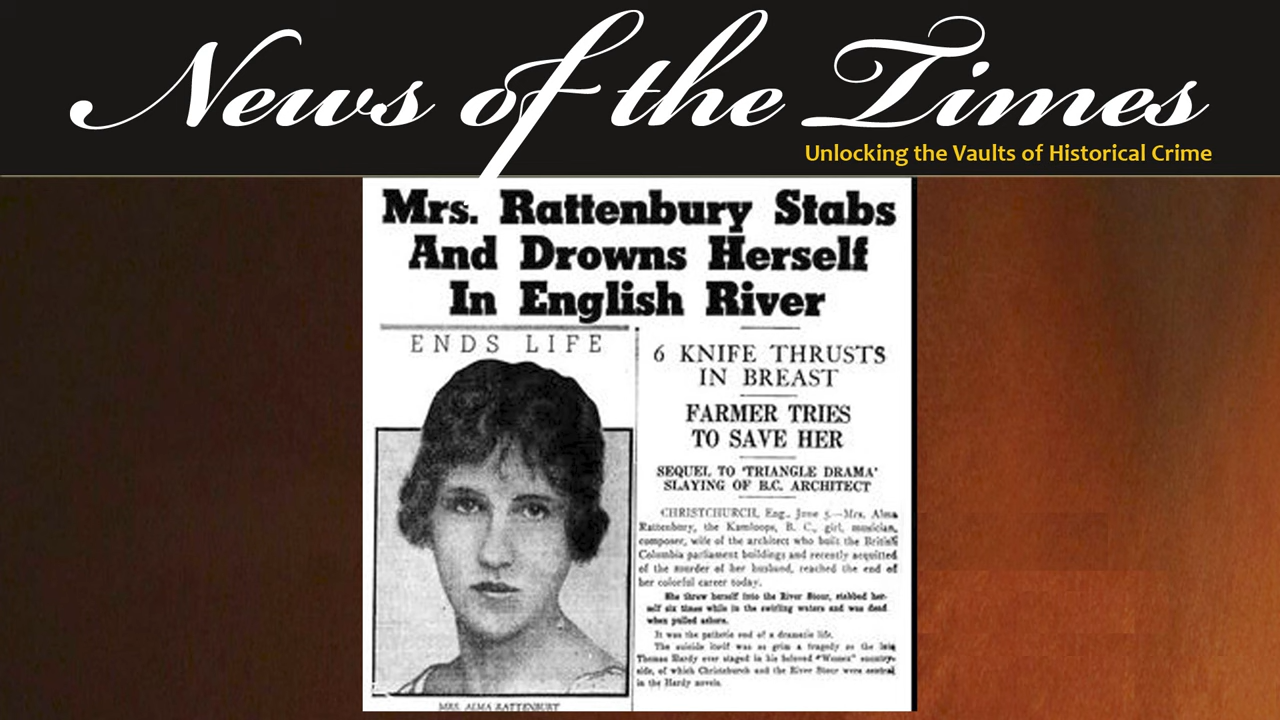 News of the Times
Unlocking the Vaults of Historical Crime
Mrs. Rattenbury Stabs
And Drowns Herself
In English River
ENDS LIFE
6 KNIFE THRUSTS
IN BREAST
FARMER TRIES
TO SAVE HER
SEQUEL TO 'TRIANGLE DRAMA'
SLAYING OF B.C. ARCHITECT
CHRISTCHURCH, Eng., June 5.—Mrs. Alma
Rattenbury, the Kamloops, B. C., girl, musician,
composer, wife of the architect who built the British
Columbia parliament buildings and recently acquitted
of the murder of her husband, reached the end of
her colorful career today.
She threw herself into the River Stour, stabbed her-
self six times while in the swirling waters and was dead
when pulled ashore.
It was the pathetic end of a dramatic life.
The suicide itself was as grim a tragedy as the late
Thomas Hardy ever staged in his beloved country-
side, of which Christchurch and the River Stour were central
in the Hardy novels.
MRS. ALMA RATTENBURY